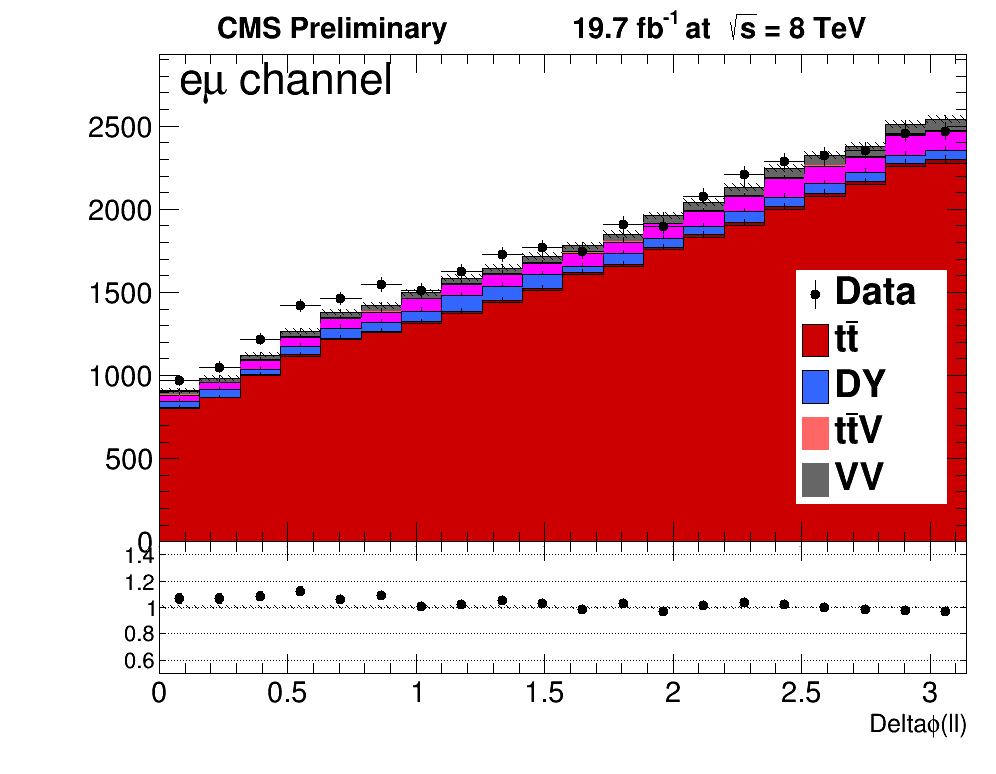 CMS Preliminary 19.7 fb⁻¹ at √s = 8 TeV
eμ channel
2500
2000
1500
1000
500
0
Data
tt̄
DY
tt̄V
VV
1.4
1.2
1
0.8
0.6
0 0.5 1 1.5 2 2.5 3
Deltaϕ(ll)